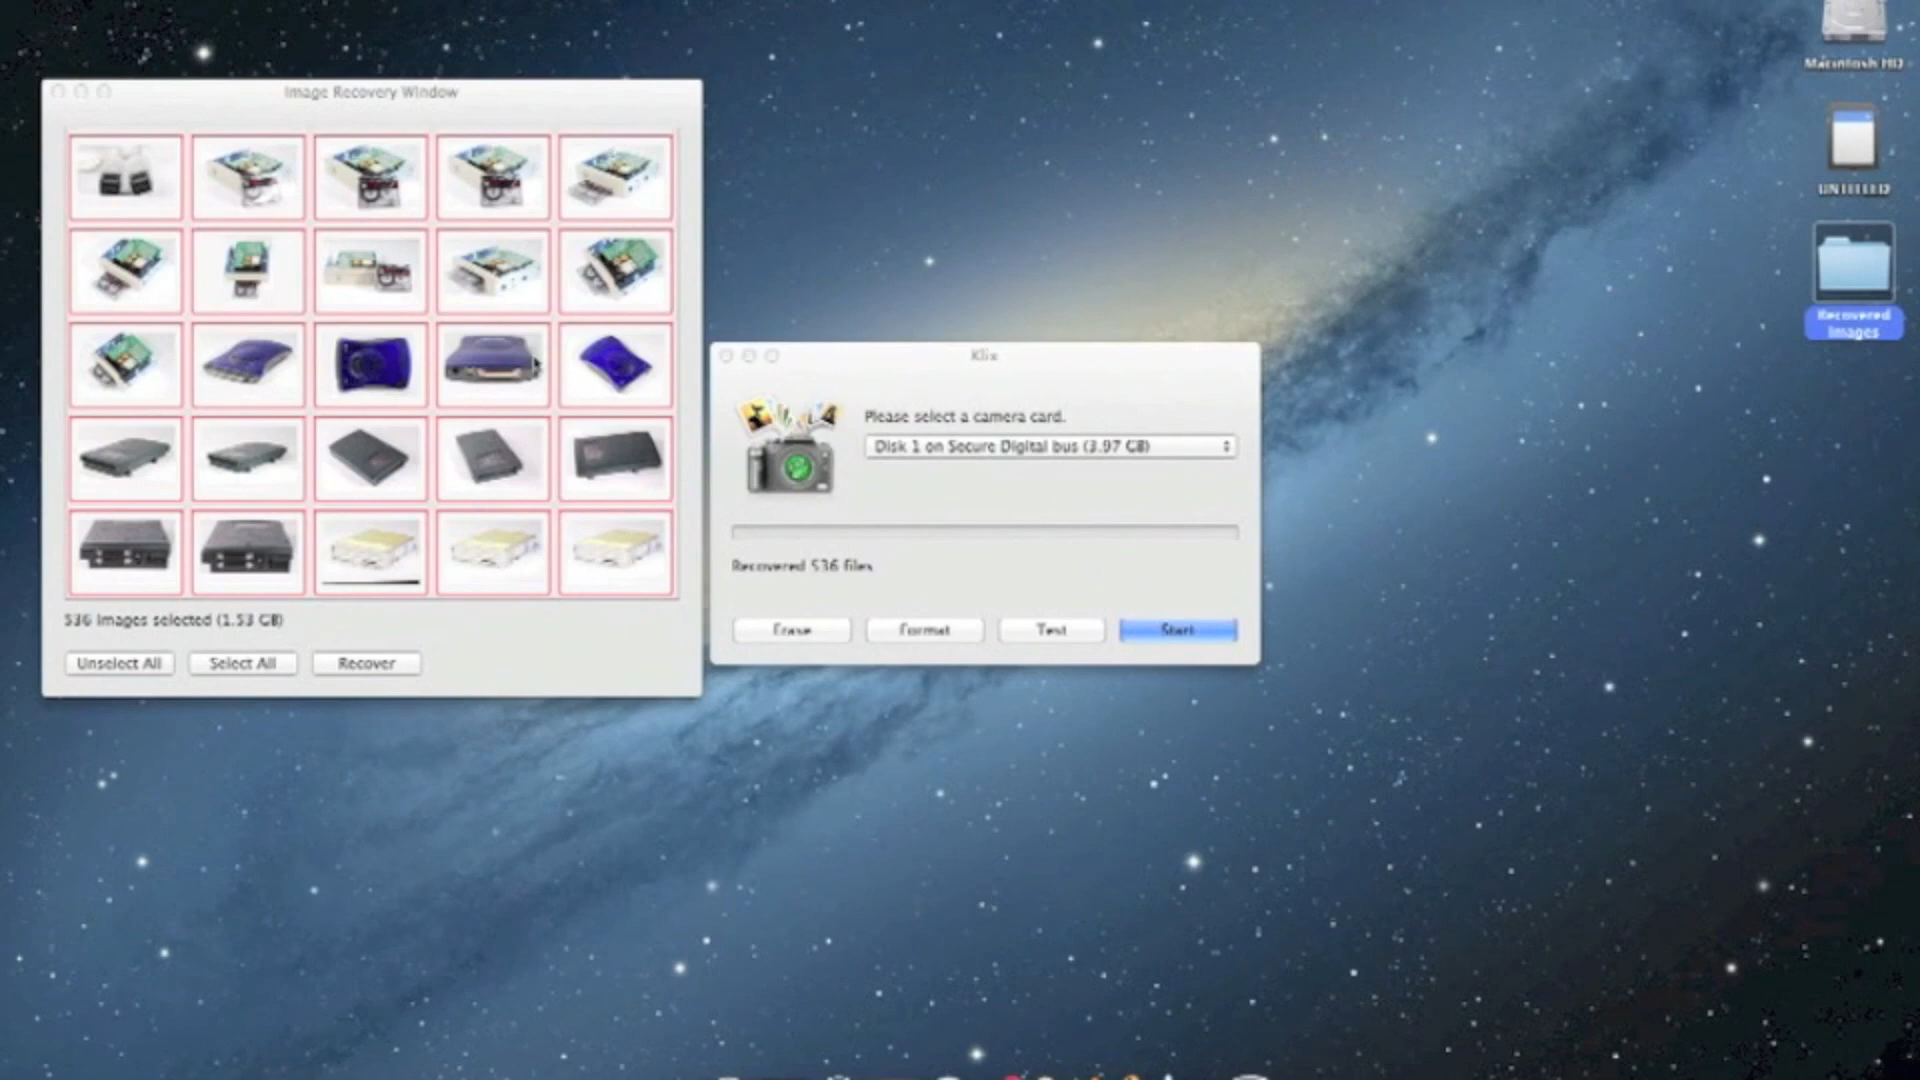 Image Recovery Window
536 images selected (1.53 GB)
Unselect All
Select All
Recover
Klix
Please select a camera card.
Disk 1 on Secure Digital bus (3.97 GB)
Recovered 536 files
Erase
Format
Test
Start
Macintosh HD
Recovered
Images